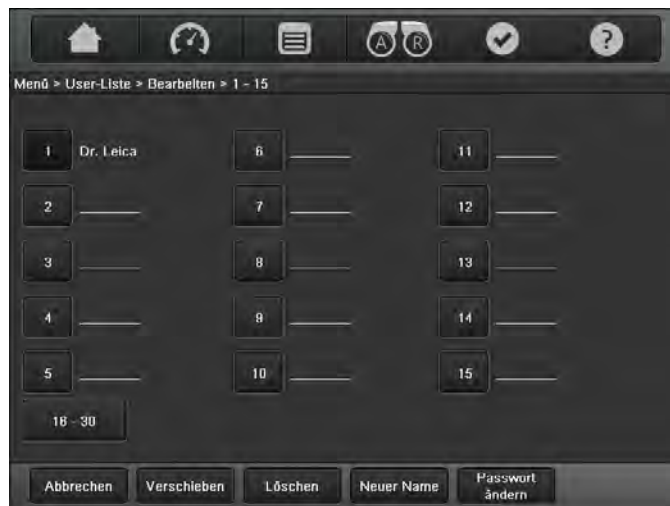 A R ?
Menü > User-Liste > Bearbeiten > 1 - 15
1 Dr. Leica 6 11
2 7 12
3 8 13
4 9 14
5 10 15
16 - 30
Abbrechen Verschieben Löschen Neuer Name Passwort
ändern